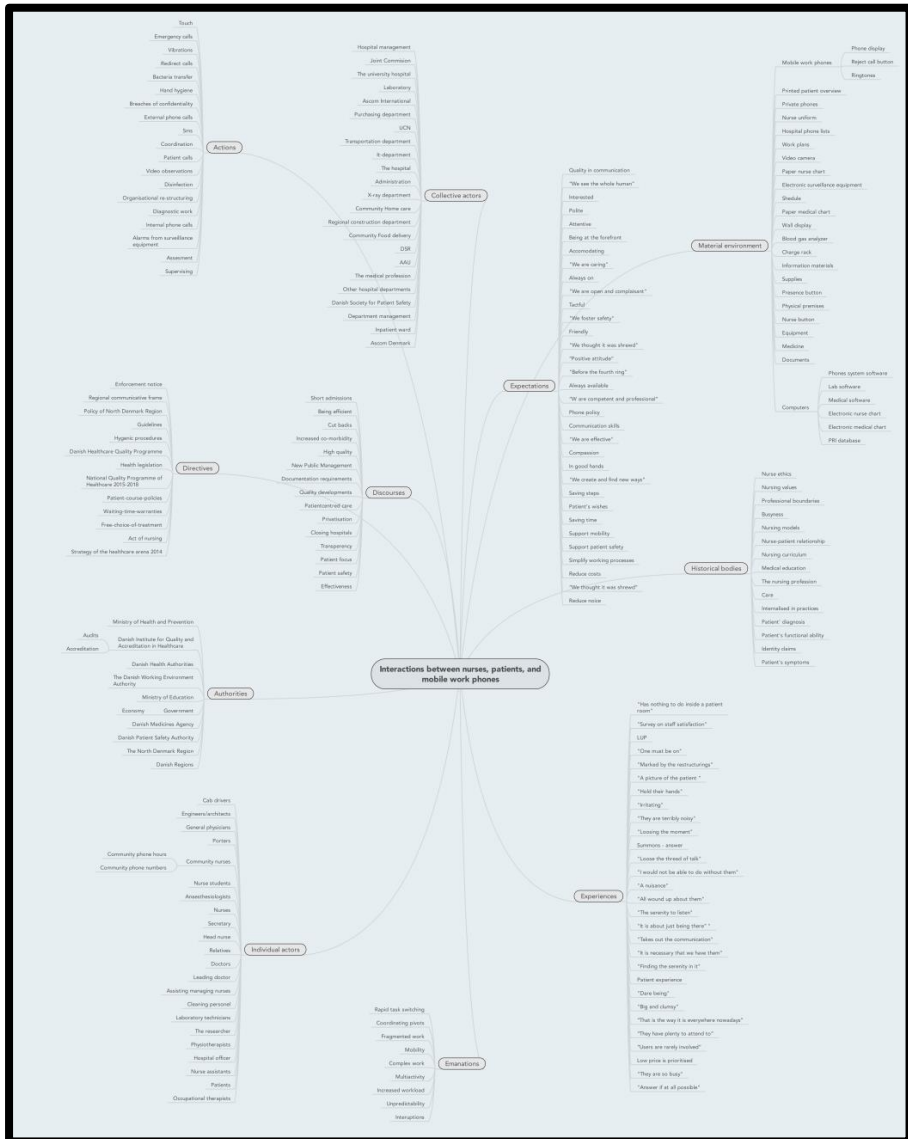 Interactions between nurses, patients, and
mobile work phones
Actions
Touch
Emergency calls
Vibrations
Redirect calls
Bacteria transfer
Hand hygiene
Breaches of confidentiality
External phone calls
Sms
Coordination
Patient calls
Video observations
Disinfection
Organisational re-structuring
Diagnostic work
Internal phone calls
Alarms from surveillance
equipment
Assesment
Supervising
Collective actors
Hospital management
Joint Commision
The university hospital
Laboratory
Ascom International
Purchasing department
UCN
Transportation department
It-department
The hospital
Administration
X-ray department
Community Home care
Regional construction department
Community Food delivery
DSR
AAU
The medical profession
Other hospital departments
Danish Society for Patient Safety
Department management
Inpatient ward
Ascom Denmark
Material environment
Mobile work phones
Phone display
Reject call button
Ringtones
Printed patient overview
Private phones
Nurse uniform
Hospital phone lists
Work plans
Video camera
Paper nurse chart
Electronic surveillance equipment
Shedule
Paper medical chart
Wall display
Blood gas analyzer
Charge rack
Information materials
Supplies
Presence button
Physical premises
Nurse button
Equipment
Medicine
Documents
Computers
Phones system software
Lab software
Medical software
Electronic nurse chart
Electronic medical chart
PRI database
Expectations
Quality in communication
"We see the whole human"
Interested
Polite
Attentive
Being at the forefront
Accomodating
"We are caring"
Always on
"We are open and complaisant"
Tactful
"We foster safety"
Friendly
"We thought it was shrewd"
"Positive attitude"
"Before the fourth ring"
Always available
"W are competent and professional"
Phone policy
Communication skills
"We are effective"
Compassion
In good hands
"We create and find new ways"
Saving steps
Patient's wishes
Saving time
Support mobility
Support patient safety
Simplify working processes
Reduce costs
"We thought it was shrewd"
Reduce noise
Directives
Enforcement notice
Regional communicative frame
Policy of North Denmark Region
Guidelines
Hygenic procedures
Danish Healthcare Quality Programme
Health legislation
National Quality Programme of
Healthcare 2015-2018
Patient-course-policies
Waiting-time-warranties
Free-choice-of-treatment
Act of nursing
Strategy of the healthcare arena 2014
Discourses
Short admissions
Being efficient
Cut backs
Increased co-morbidity
High quality
New Public Management
Documentation requirements
Quality developments
Patientcentred care
Privatisation
Closing hospitals
Transparency
Patient focus
Patient safety
Effectiveness
Historical bodies
Nurse ethics
Nursing values
Professional boundaries
Busyness
Nursing models
Nurse-patient relationship
Nursing curriculum
Medical education
The nursing profession
Care
Internalised in practices
Patient' diagnosis
Patient's functional ability
Identity claims
Patient's symptoms
Authorities
Ministry of Health and Prevention
Audits
Accreditation
Danish Institute for Quality and
Accreditation in Healthcare
Danish Health Authorities
The Danish Working Environment
Authority
Ministry of Education
Economy
Government
Danish Medicines Agency
Danish Patient Safety Authority
The North Denmark Region
Danish Regions
Individual actors
Cab drivers
Engineers/architects
General physicians
Porters
Community phone hours
Community phone numbers
Community nurses
Nurse students
Anaesthesiologists
Nurses
Secretary
Head nurse
Relatives
Doctors
Leading doctor
Assisting managing nurses
Cleaning personel
Laboratory technicians
The researcher
Physiotherapists
Hospital officer
Nurse assistants
Patients
Occupational therapists
Emanations
Rapid task switching
Coordinating pivots
Fragmented work
Mobility
Complex work
Multiactivity
Increased workload
Unpredictability
Interuptions
Experiences
"Has nothing to do inside a patient
room"
"Survey on staff satisfaction"
LUP
"One must be on"
"Marked by the restructurings"
"A picture of the patient "
"Hold their hands"
"Irritating"
"They are terribly noisy"
"Loosing the moment"
Summons - answer
"Loose the thread of talk"
"I would not be able to do without them"
"A nuisance"
"All wound up about them"
"The serenity to listen"
"It is about just being there" "
"Takes out the communication"
"It is necessary that we have them"
"Finding the serenity in it"
Patient experience
"Dare being"
"Big and clumsy"
"That is the way it is everywhere nowadays"
"They have plenty to attend to"
"Users are rarely involved"
Low price is prioritised
"They are so busy"
"Answer if at all possible"